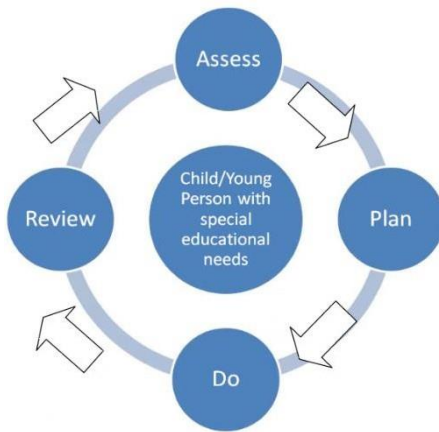 Assess
Child/Young
Person with
special
educational
needs
Review
Plan
Do